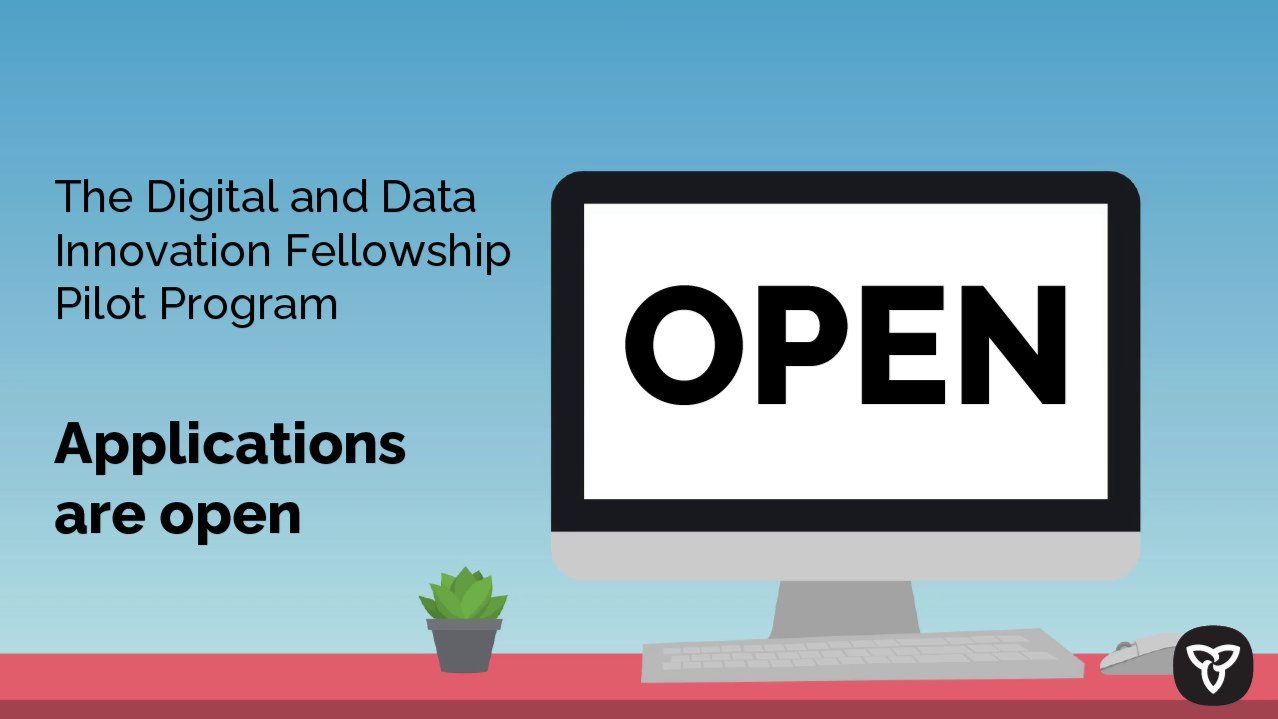 The Digital and Data
Innovation Fellowship
Pilot Program
Applications
are open
OPEN